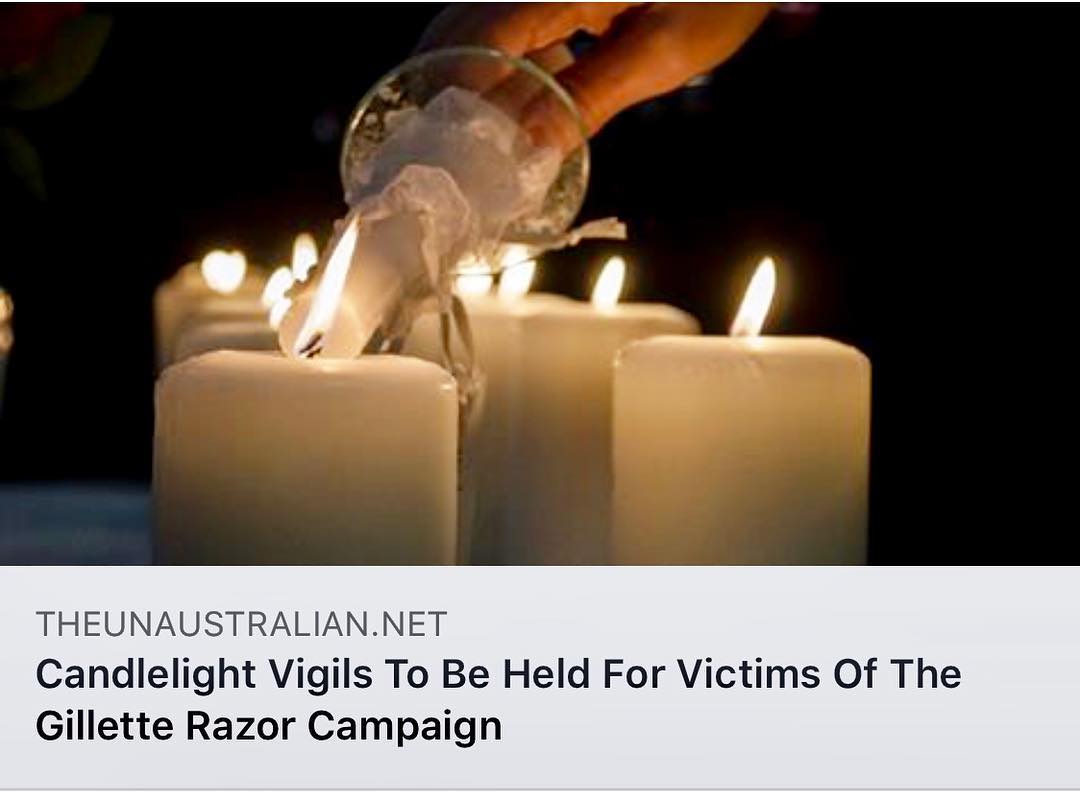 THEUNAUSTRALIAN.NET
Candlelight Vigils To Be Held For Victims Of The
Gillette Razor Campaign